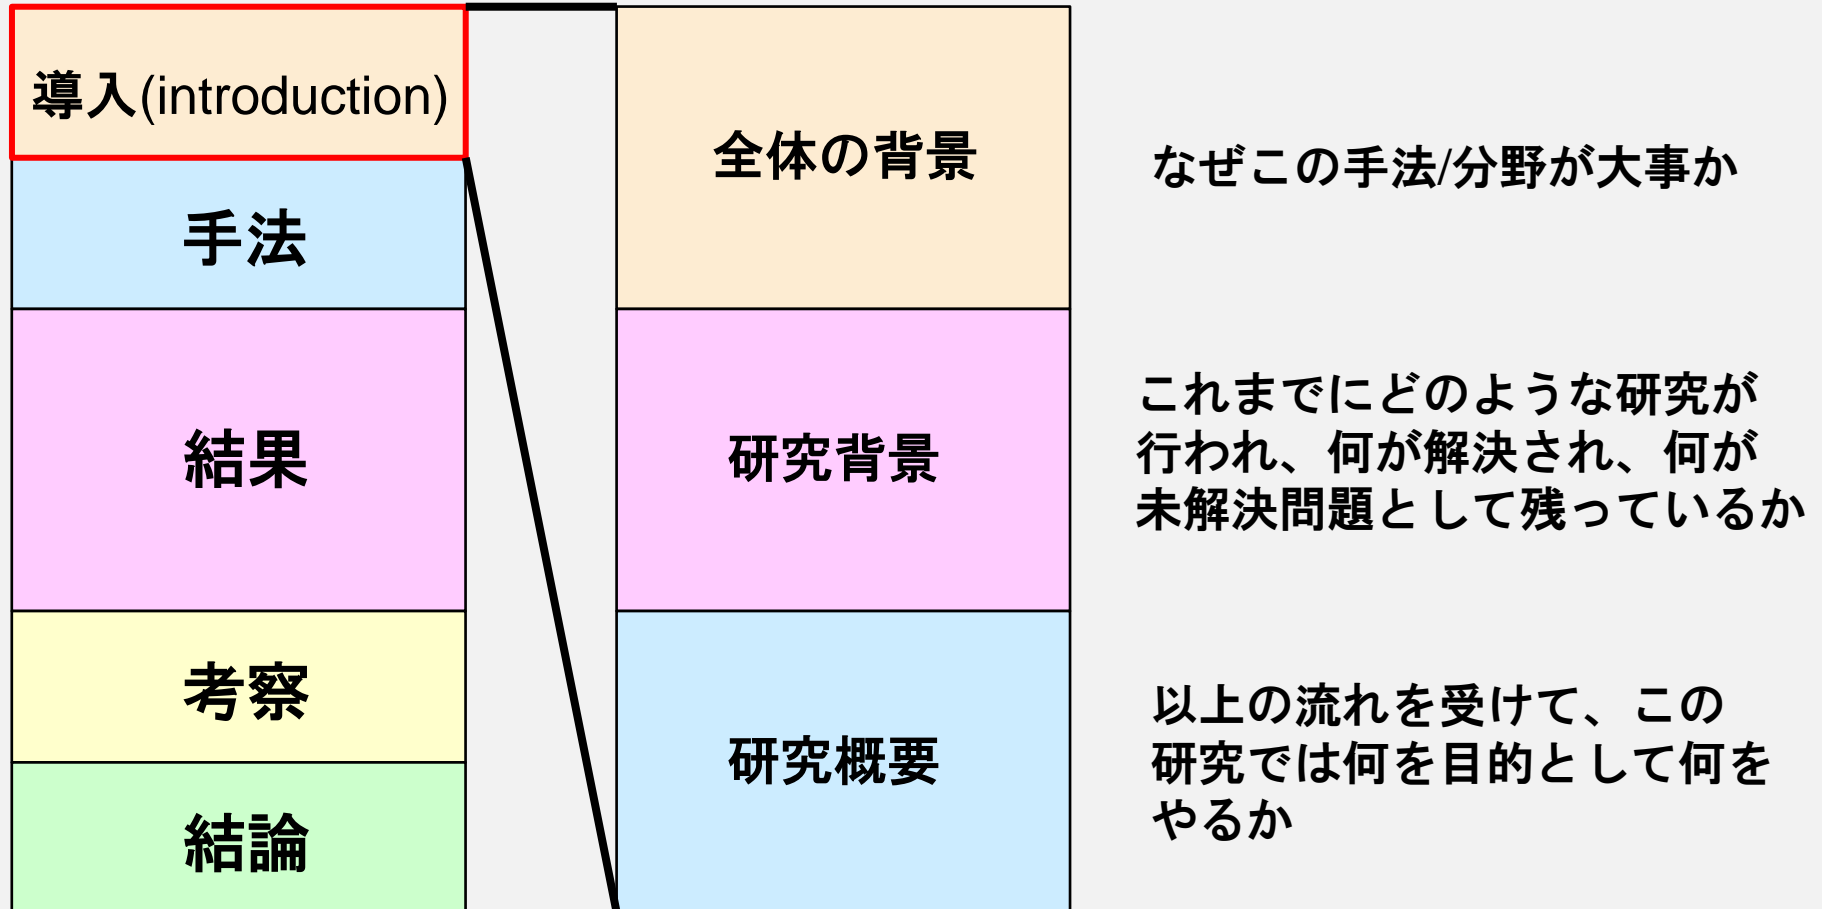 導入(introduction)
手法
結果
考察
結論
全体の背景
なぜこの手法/分野が大事か
研究背景
これまでにどのような研究が
行われ、何が解決され、何が
未解決問題として残っているか
研究概要
以上の流れを受けて、この
研究では何を目的として何を
やるか